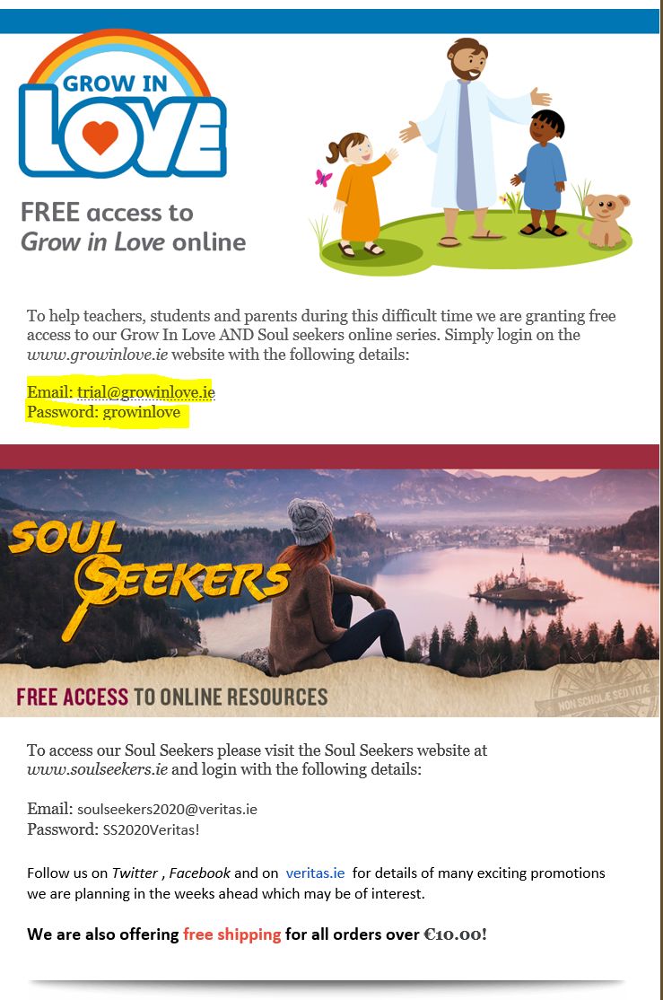 GROW IN
LOVE
FREE access to
Grow in Love online
To help teachers, students and parents during this difficult time we are granting free
access to our Grow In Love AND Soul seekers online series. Simply login on the
www.growinlove.ie website with the following details:
Email: trial@growinlove.ie
Password: growinlove
SOUL
SEEKERS
FREE ACCESS TO ONLINE RESOURCES
NON SCHOLÆ SED VITÆ
To access our Soul Seekers please visit the Soul Seekers website at
www.soulseekers.ie and login with the following details:
Email: soulseekers2020@veritas.ie
Password: SS2020Veritas!
Follow us on Twitter , Facebook and on veritas.ie for details of many exciting promotions
we are planning in the weeks ahead which may be of interest.
We are also offering free shipping for all orders over €10.00!